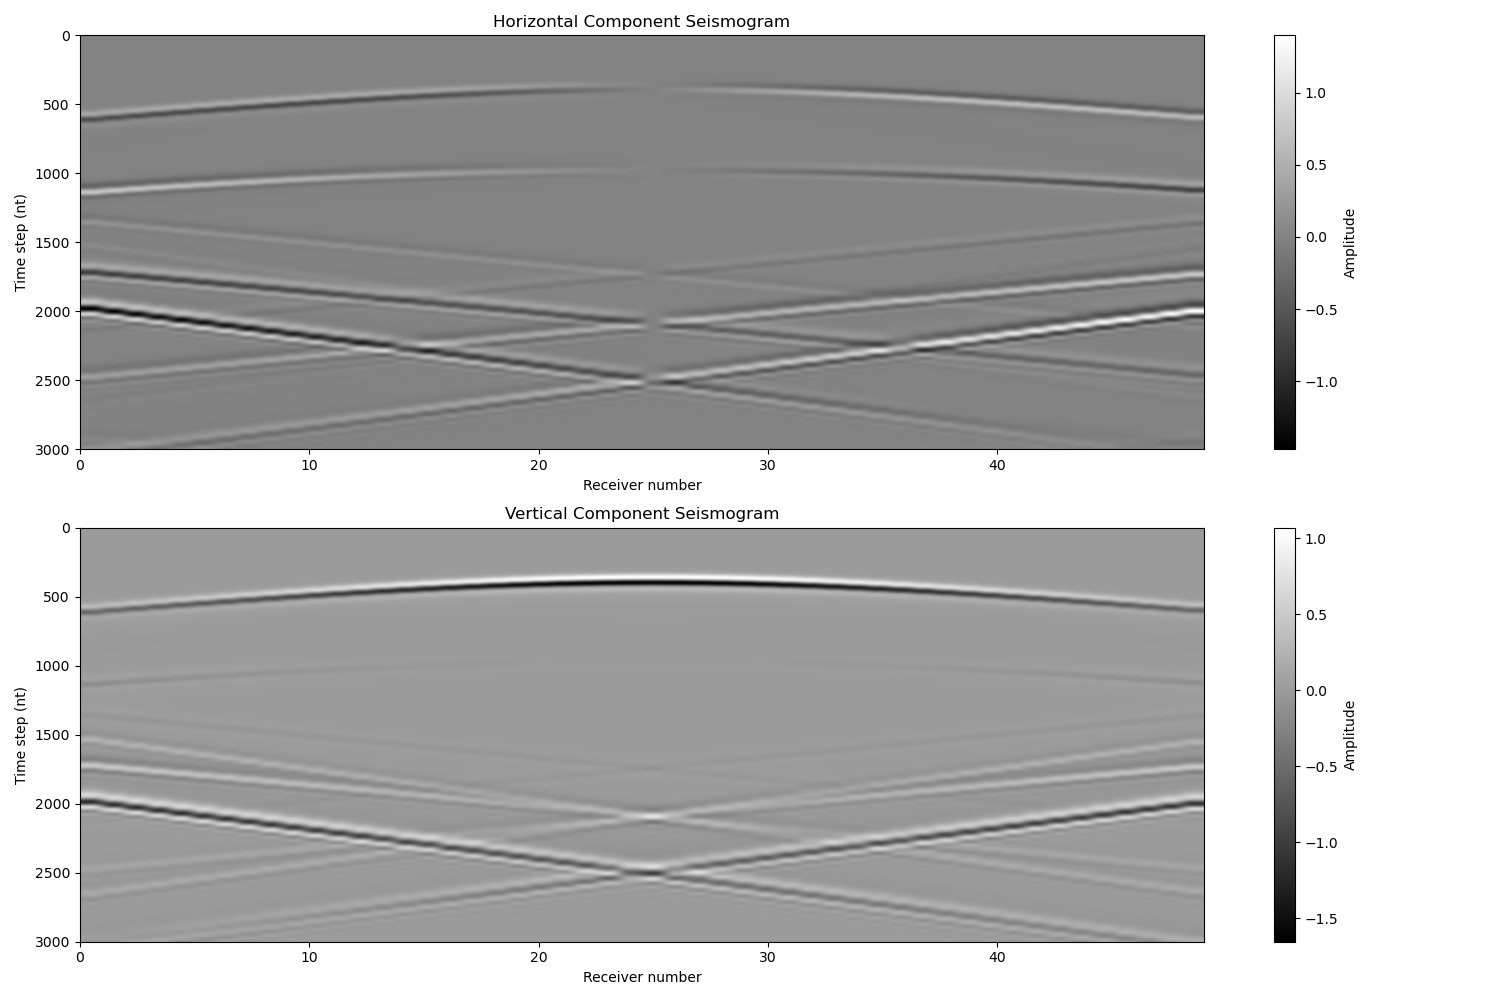 Horizontal Component Seismogram
0
500
1000
1500
2000
2500
3000
Time step (nt)
0 10 20 30 40
Receiver number
1.0
0.5
0.0
−0.5
−1.0
Amplitude
Vertical Component Seismogram
0
500
1000
1500
2000
2500
3000
Time step (nt)
0 10 20 30 40
Receiver number
1.0
0.5
0.0
−0.5
−1.0
−1.5
Amplitude